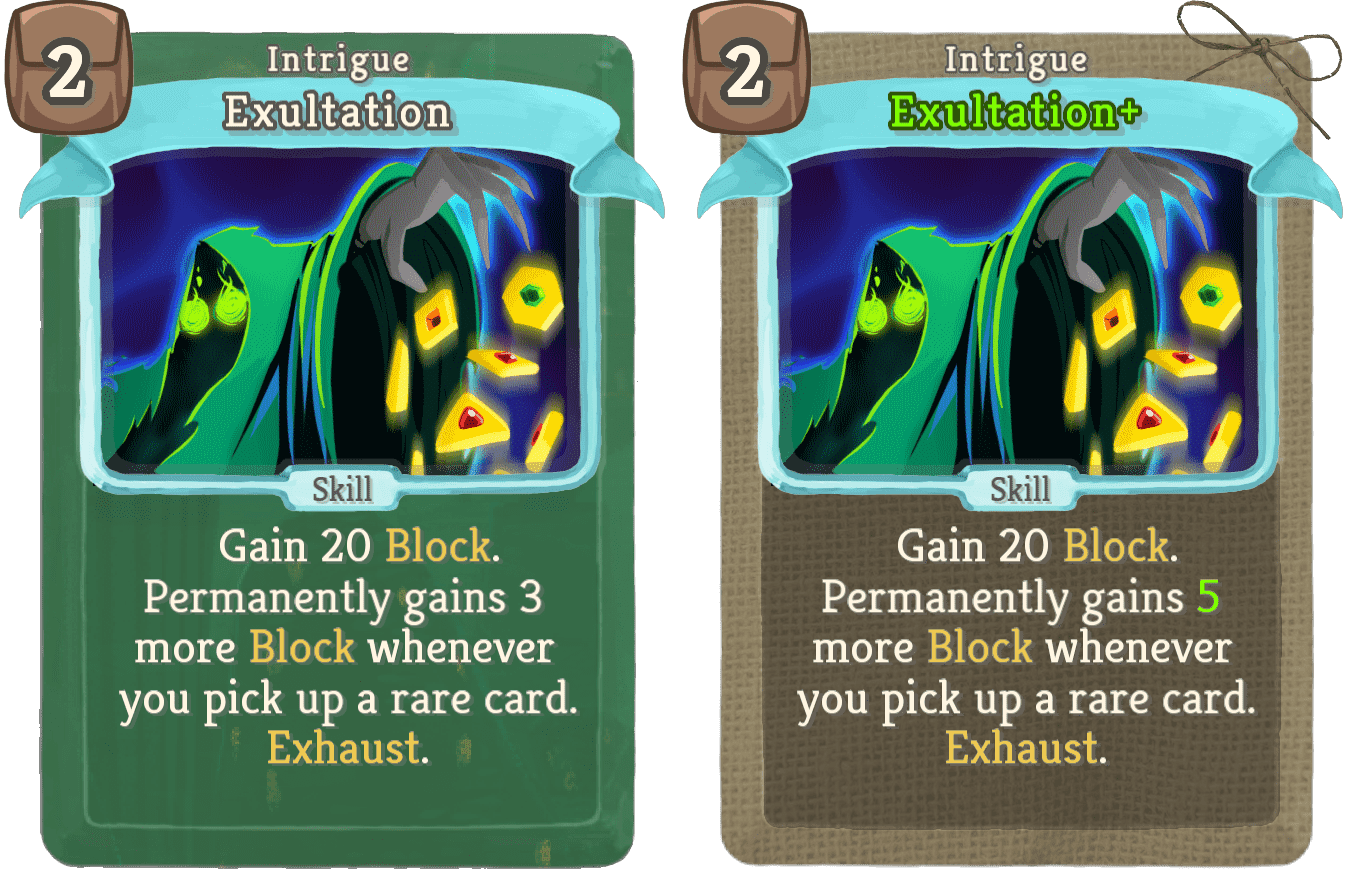 2
Intrigue
Exultation
Skill
Gain 20 Block.
Permanently gains 3
more Block whenever
you pick up a rare card.
Exhaust.
2
Intrigue
Exultation+
Skill
Gain 20 Block.
Permanently gains 5
more Block whenever
you pick up a rare card.
Exhaust.